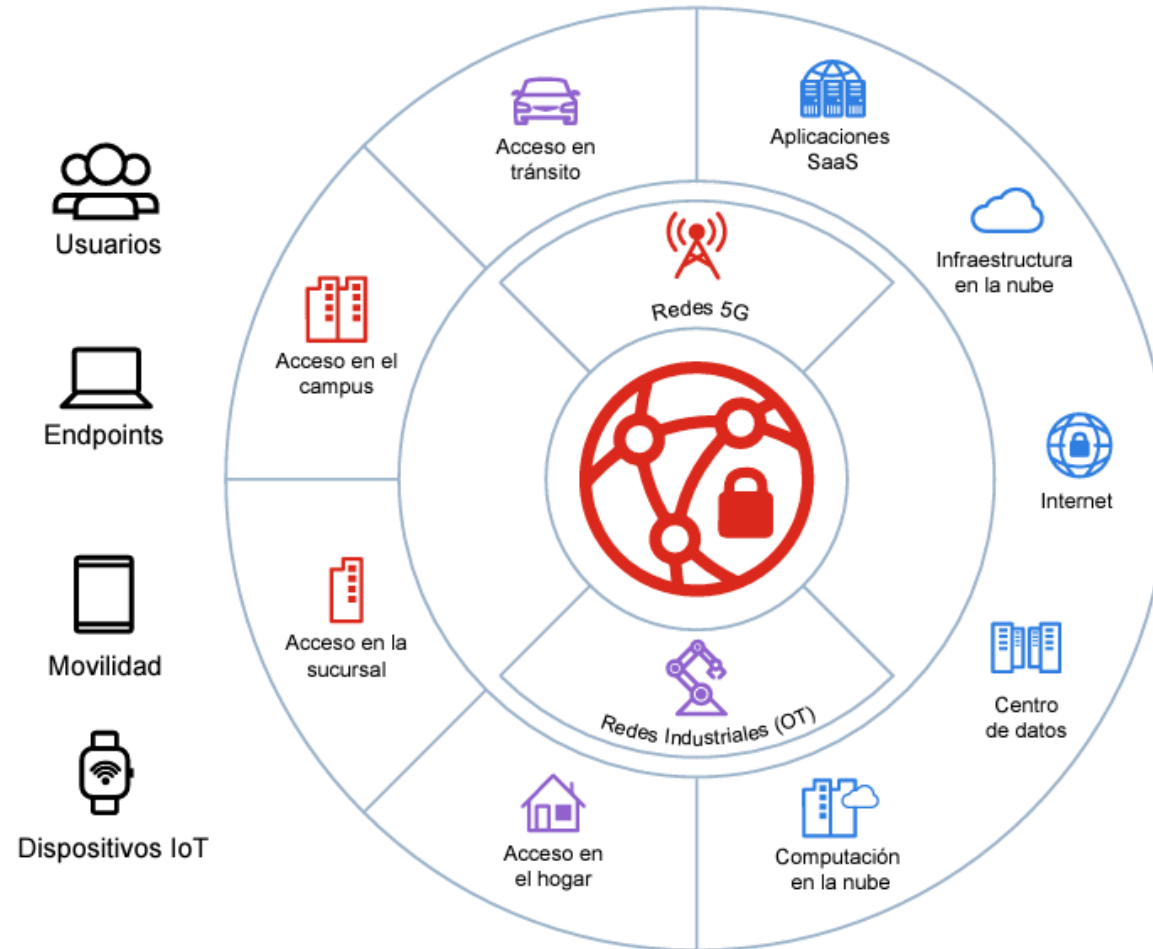 Usuarios
Endpoints
Movilidad
Dispositivos IoT
Acceso en
tránsito
Acceso en el
campus
Acceso en la
sucursal
Acceso en
el hogar
Redes 5G
Redes Industriales (OT)
Aplicaciones
SaaS
Infraestructura
en la nube
Internet
Centro
de datos
Computación
en la nube